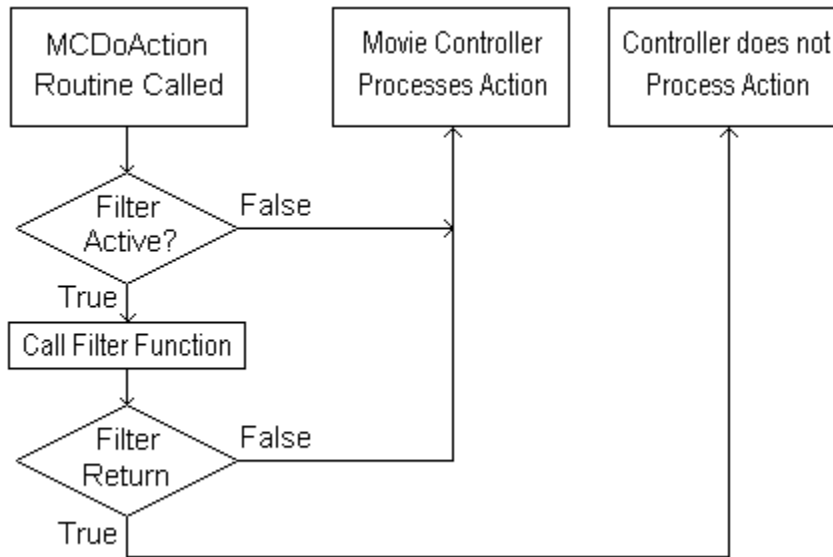 MCDoAction
Routine Called
Movie Controller
Processes Action
Controller does not
Process Action
Filter
Active?
False
True
Call Filter Function
Filter
Return
False
True